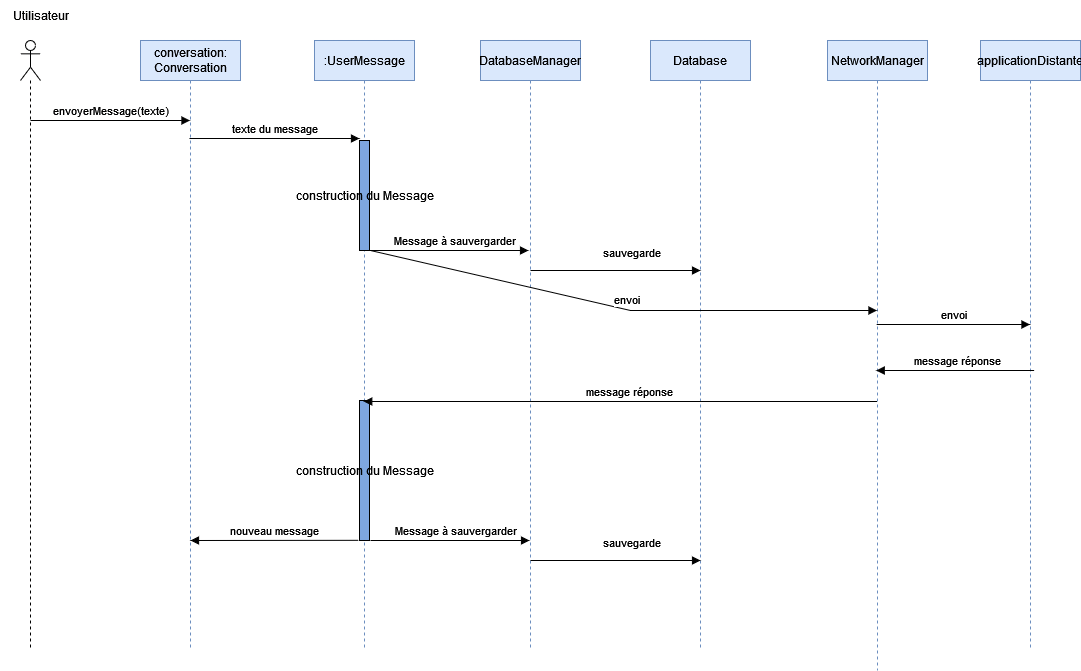 Utilisateur
conversation:
Conversation
:UserMessage
DatabaseManager
Database
NetworkManager
applicationDistante
envoyerMessage(texte)
texte du message
construction du Message
Message à sauvergarder
sauvegarde
envoi
envoi
message réponse
message réponse
construction du Message
nouveau message
Message à sauvergarder
sauvegarde